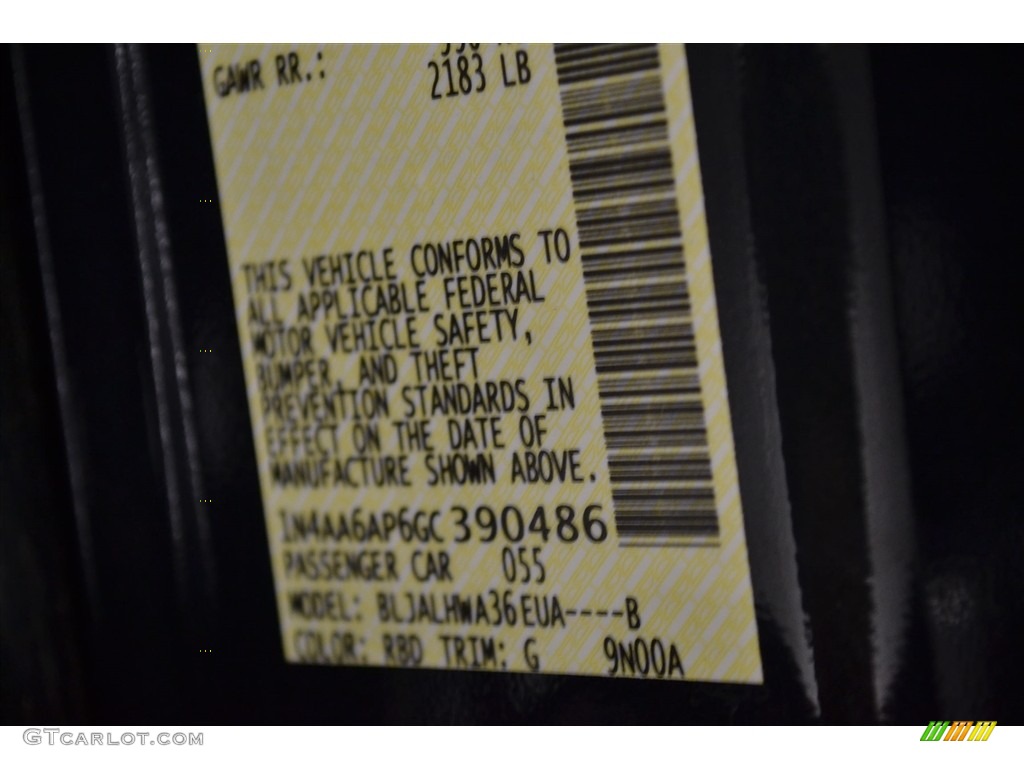 GAWR RR.:
2183 LB
THIS VEHICLE CONFORMS TO
ALL APPLICABLE FEDERAL
MOTOR VEHICLE SAFETY,
BUMPER, AND THEFT
PREVENTION STANDARDS IN
EFFECT ON THE DATE OF
MANUFACTURE SHOWN ABOVE.
1N4AA6AP6GC390486
PASSENGER CAR 055
MODEL: BLJALHWA36EUA----B
COLOR: RBD TRIM: G 9N00A
GTCARLOT.COM